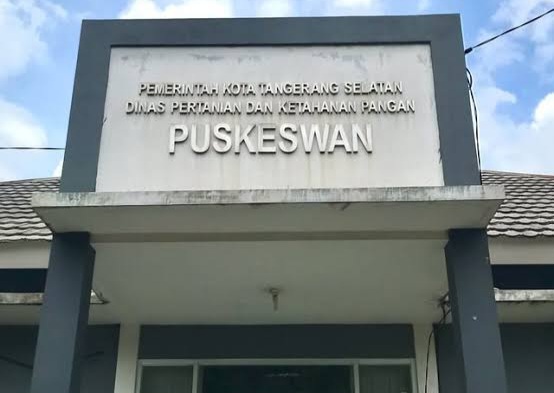 PEMERINTAH KOTA TANGERANG SELATAN
DINAS PERTANIAN DAN KETAHANAN PANGAN
PUSKESWAN